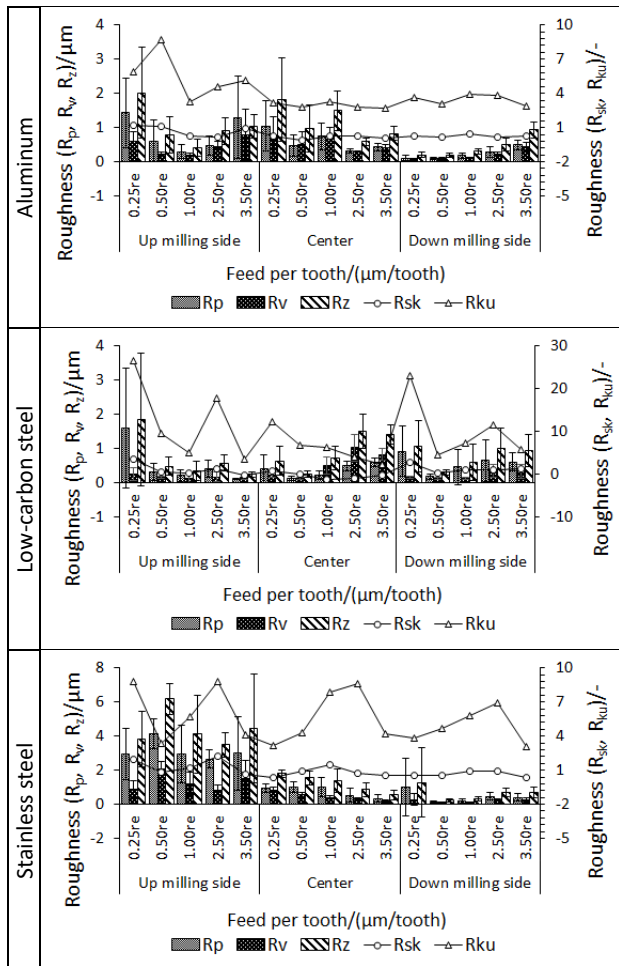 Aluminum
Roughness (Rp, Rv, Rz)/μm
4
3
2
1
0
-1
10
7
4
1
-2
-5
Roughness (Rsk, Rku)/-
0.25re 0.50re 1.00re 2.50re 3.50re 0.25re 0.50re 1.00re 2.50re 3.50re 0.25re 0.50re 1.00re 2.50re 3.50re
Up milling side Center Down milling side
Feed per tooth/(μm/tooth)
Rp Rv Rz Rsk Rku
Low-carbon steel
Roughness (Rp, Rv, Rz)/μm
4
3
2
1
0
-1
30
20
10
0
-10
Roughness (Rsk, Rku)/-
0.25re 0.50re 1.00re 2.50re 3.50re 0.25re 0.50re 1.00re 2.50re 3.50re 0.25re 0.50re 1.00re 2.50re 3.50re
Up milling side Center Down milling side
Feed per tooth/(μm/tooth)
Rp Rv Rz Rsk Rku
Stainless steel
Roughness (Rp, Rv, Rz)/μm
8
6
4
2
0
-2
10
7
4
1
-2
-5
Roughness (Rsk, Rku)/-
0.25re 0.50re 1.00re 2.50re 3.50re 0.25re 0.50re 1.00re 2.50re 3.50re 0.25re 0.50re 1.00re 2.50re 3.50re
Up milling side Center Down milling side
Feed per tooth/(μm/tooth)
Rp Rv Rz Rsk Rku